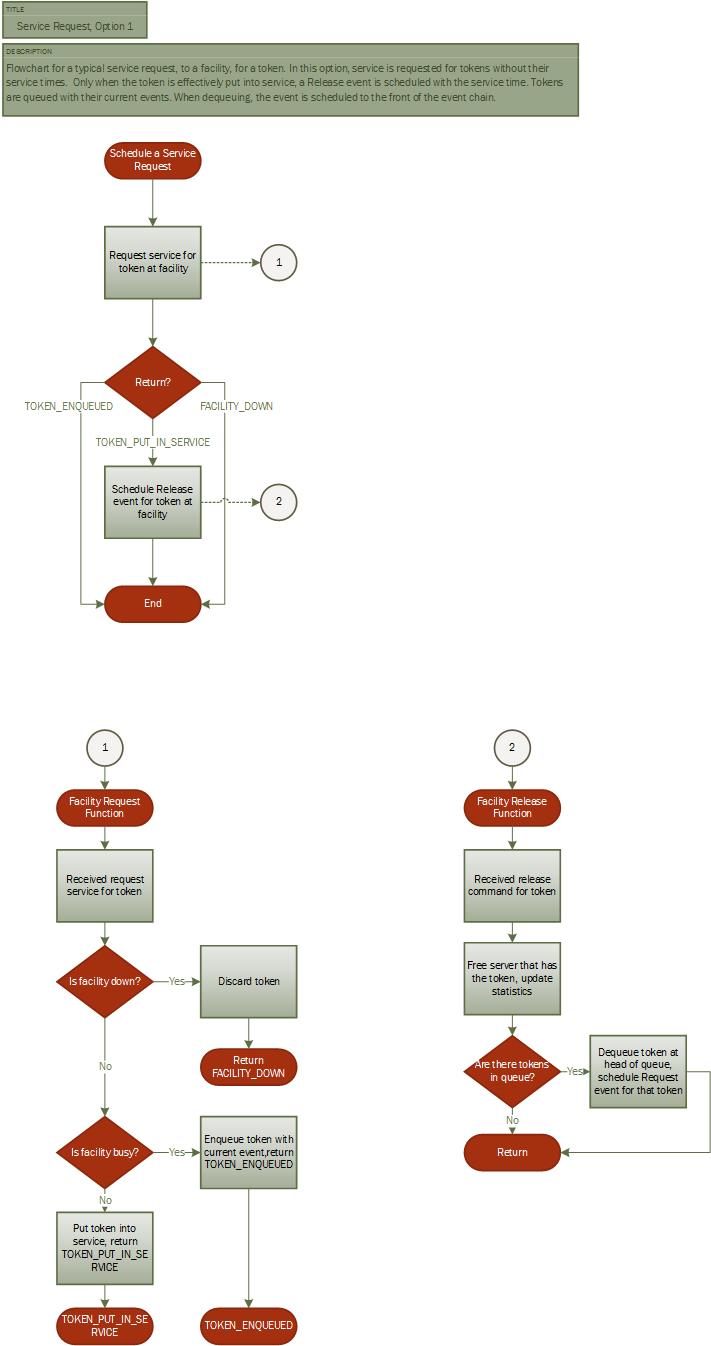 TITLE
Service Request, Option 1
DESCRIPTION
Flowchart for a typical service request, to a facility, for a token. In this option, service is requested for tokens without their
service times.  Only when the token is effectively put into service, a Release event is scheduled with the service time. Tokens
are queued with their current events. When dequeuing, the event is scheduled to the front of the event chain.
Schedule a Service
Request
Request service for
token at facility
1
Return?
TOKEN_ENQUEUED
FACILITY_DOWN
TOKEN_PUT_IN_SERVICE
Schedule Release
event for token at
facility
2
End
1
Facility Request
Function
Received request
service for token
Is facility down?
Yes
Discard token
Return
FACILITY_DOWN
No
Is facility busy?
Yes
Enqueue token with
current event,return
TOKEN_ENQUEUED
No
Put token into
service, return
TOKEN_PUT_IN_SE
RVICE
TOKEN_PUT_IN_SE
RVICE
TOKEN_ENQUEUED
2
Facility Release
Function
Received release
command for token
Free server that has
the token, update
statistics
Are there tokens
in queue?
Yes
Dequeue token at
head of queue,
schedule Request
event for that token
No
Return